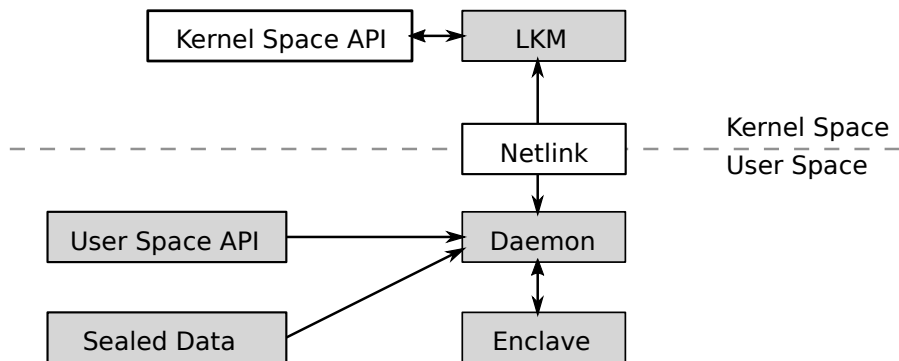 Kernel Space API
LKM
Kernel Space
Netlink
User Space
User Space API
Daemon
Sealed Data
Enclave